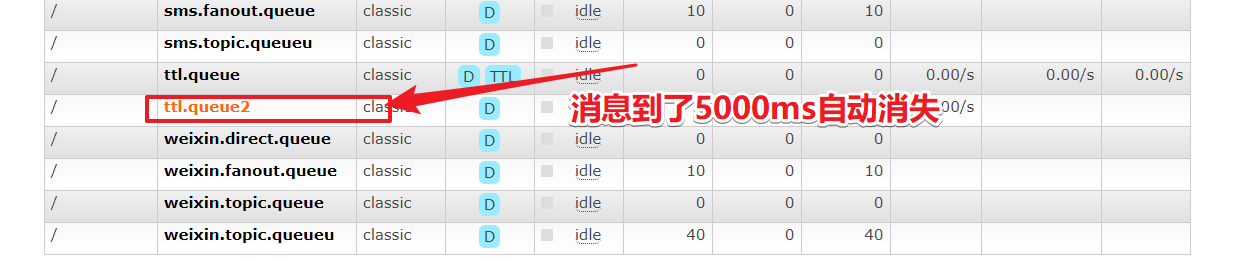 / sms.fanout.queue classic D idle 10 0 10
/ sms.topic.queueu classic D idle 0 0 0
/ ttl.queue classic D TTL idle 0 0 0 0.00/s 0.00/s 0.00/s
/ ttl.queue2 classic D 消息到了5000ms自动消失 00/s
/ weixin.direct.queue classic D idle 0 0 0
/ weixin.fanout.queue classic D idle 10 0 10
/ weixin.topic.queue classic D idle 0 0 0
/ weixin.topic.queueu classic D idle 40 0 40